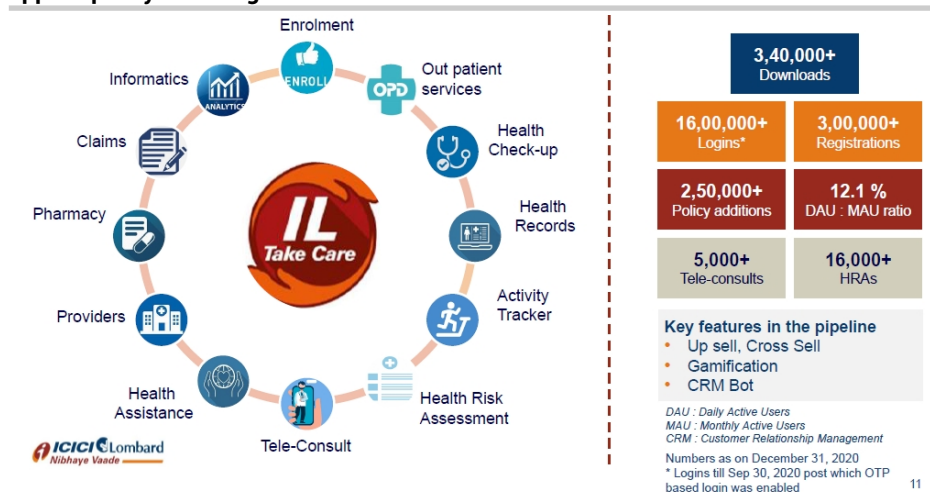 Enrolment
ENROLL
Out patient
services
OPD
Health
Check-up
Health
Records
Activity
Tracker
Health Risk
Assessment
Tele-Consult
Health
Assistance
Providers
Pharmacy
Claims
Informatics
ANALYTICS
IL
Take Care
ICICI Lombard
Nibhaye Vaade
3,40,000+
Downloads
16,00,000+
Logins*
3,00,000+
Registrations
2,50,000+
Policy additions
12.1 %
DAU : MAU ratio
5,000+
Tele-consults
16,000+
HRAs
Key features in the pipeline
• Up sell, Cross Sell
• Gamification
• CRM Bot
DAU : Daily Active Users
MAU : Monthly Active Users
CRM : Customer Relationship Management
Numbers as on December 31, 2020
* Logins till Sep 30, 2020 post which OTP
based login was enabled
11